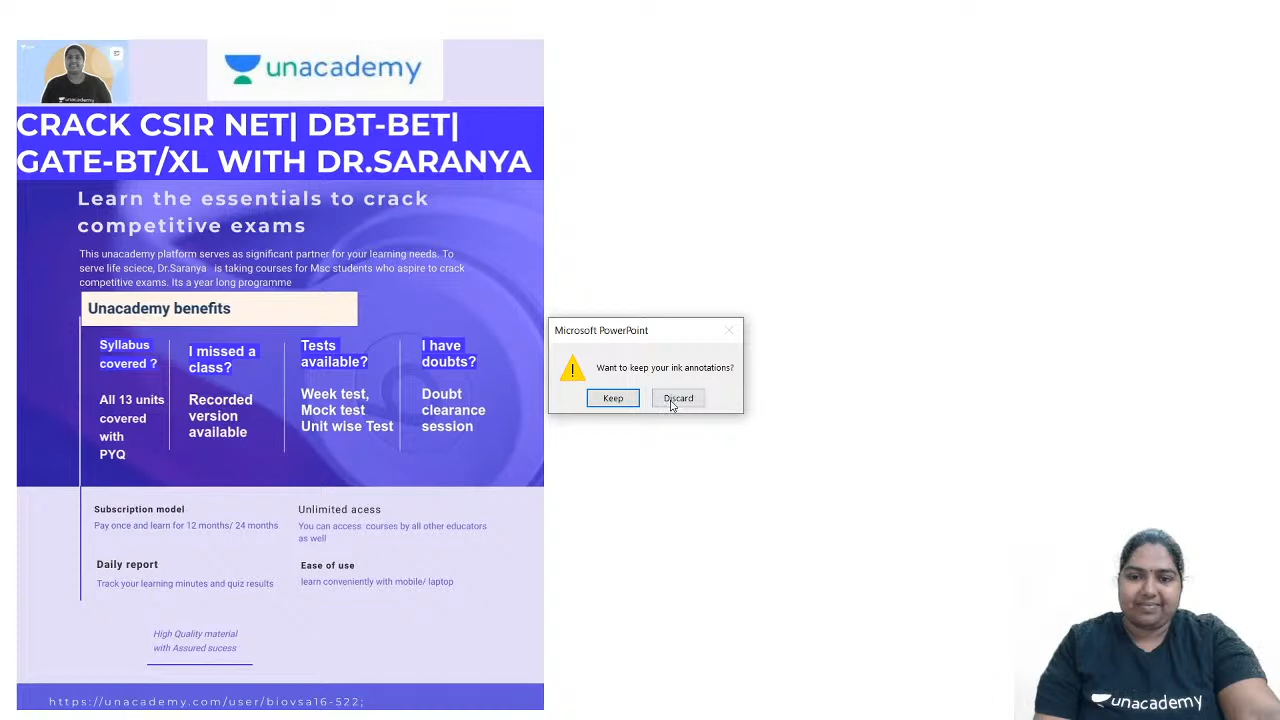 unacademy
unacademy
CRACK CSIR NET| DBT-BET|
GATE-BT/XL WITH DR.SARANYA
Learn the essentials to crack
competitive exams
This unacademy platform serves as significant partner for your learning needs. To
serve life sciece, Dr.Saranya is taking courses for Msc students who aspire to crack
competitive exams. Its a year long programme
Unacademy benefits
Syllabus
covered ?
All 13 units
covered
with
PYQ
I missed a
class?
Recorded
version
available
Tests
available?
Week test,
Mock test
Unit wise Test
I have
doubts?
Doubt
clearance
session
Microsoft PowerPoint
Want to keep your ink annotations?
Keep
Discard
Subscription model
Pay once and learn for 12 months/ 24 months
Unlimited acess
You can access courses by all other educators
as well
Daily report
Track your learning minutes and quiz results
Ease of use
learn conveniently with mobile/ laptop
High Quality material
with Assured sucess
https://unacademy.com/user/biovsa16-522;
unacademy